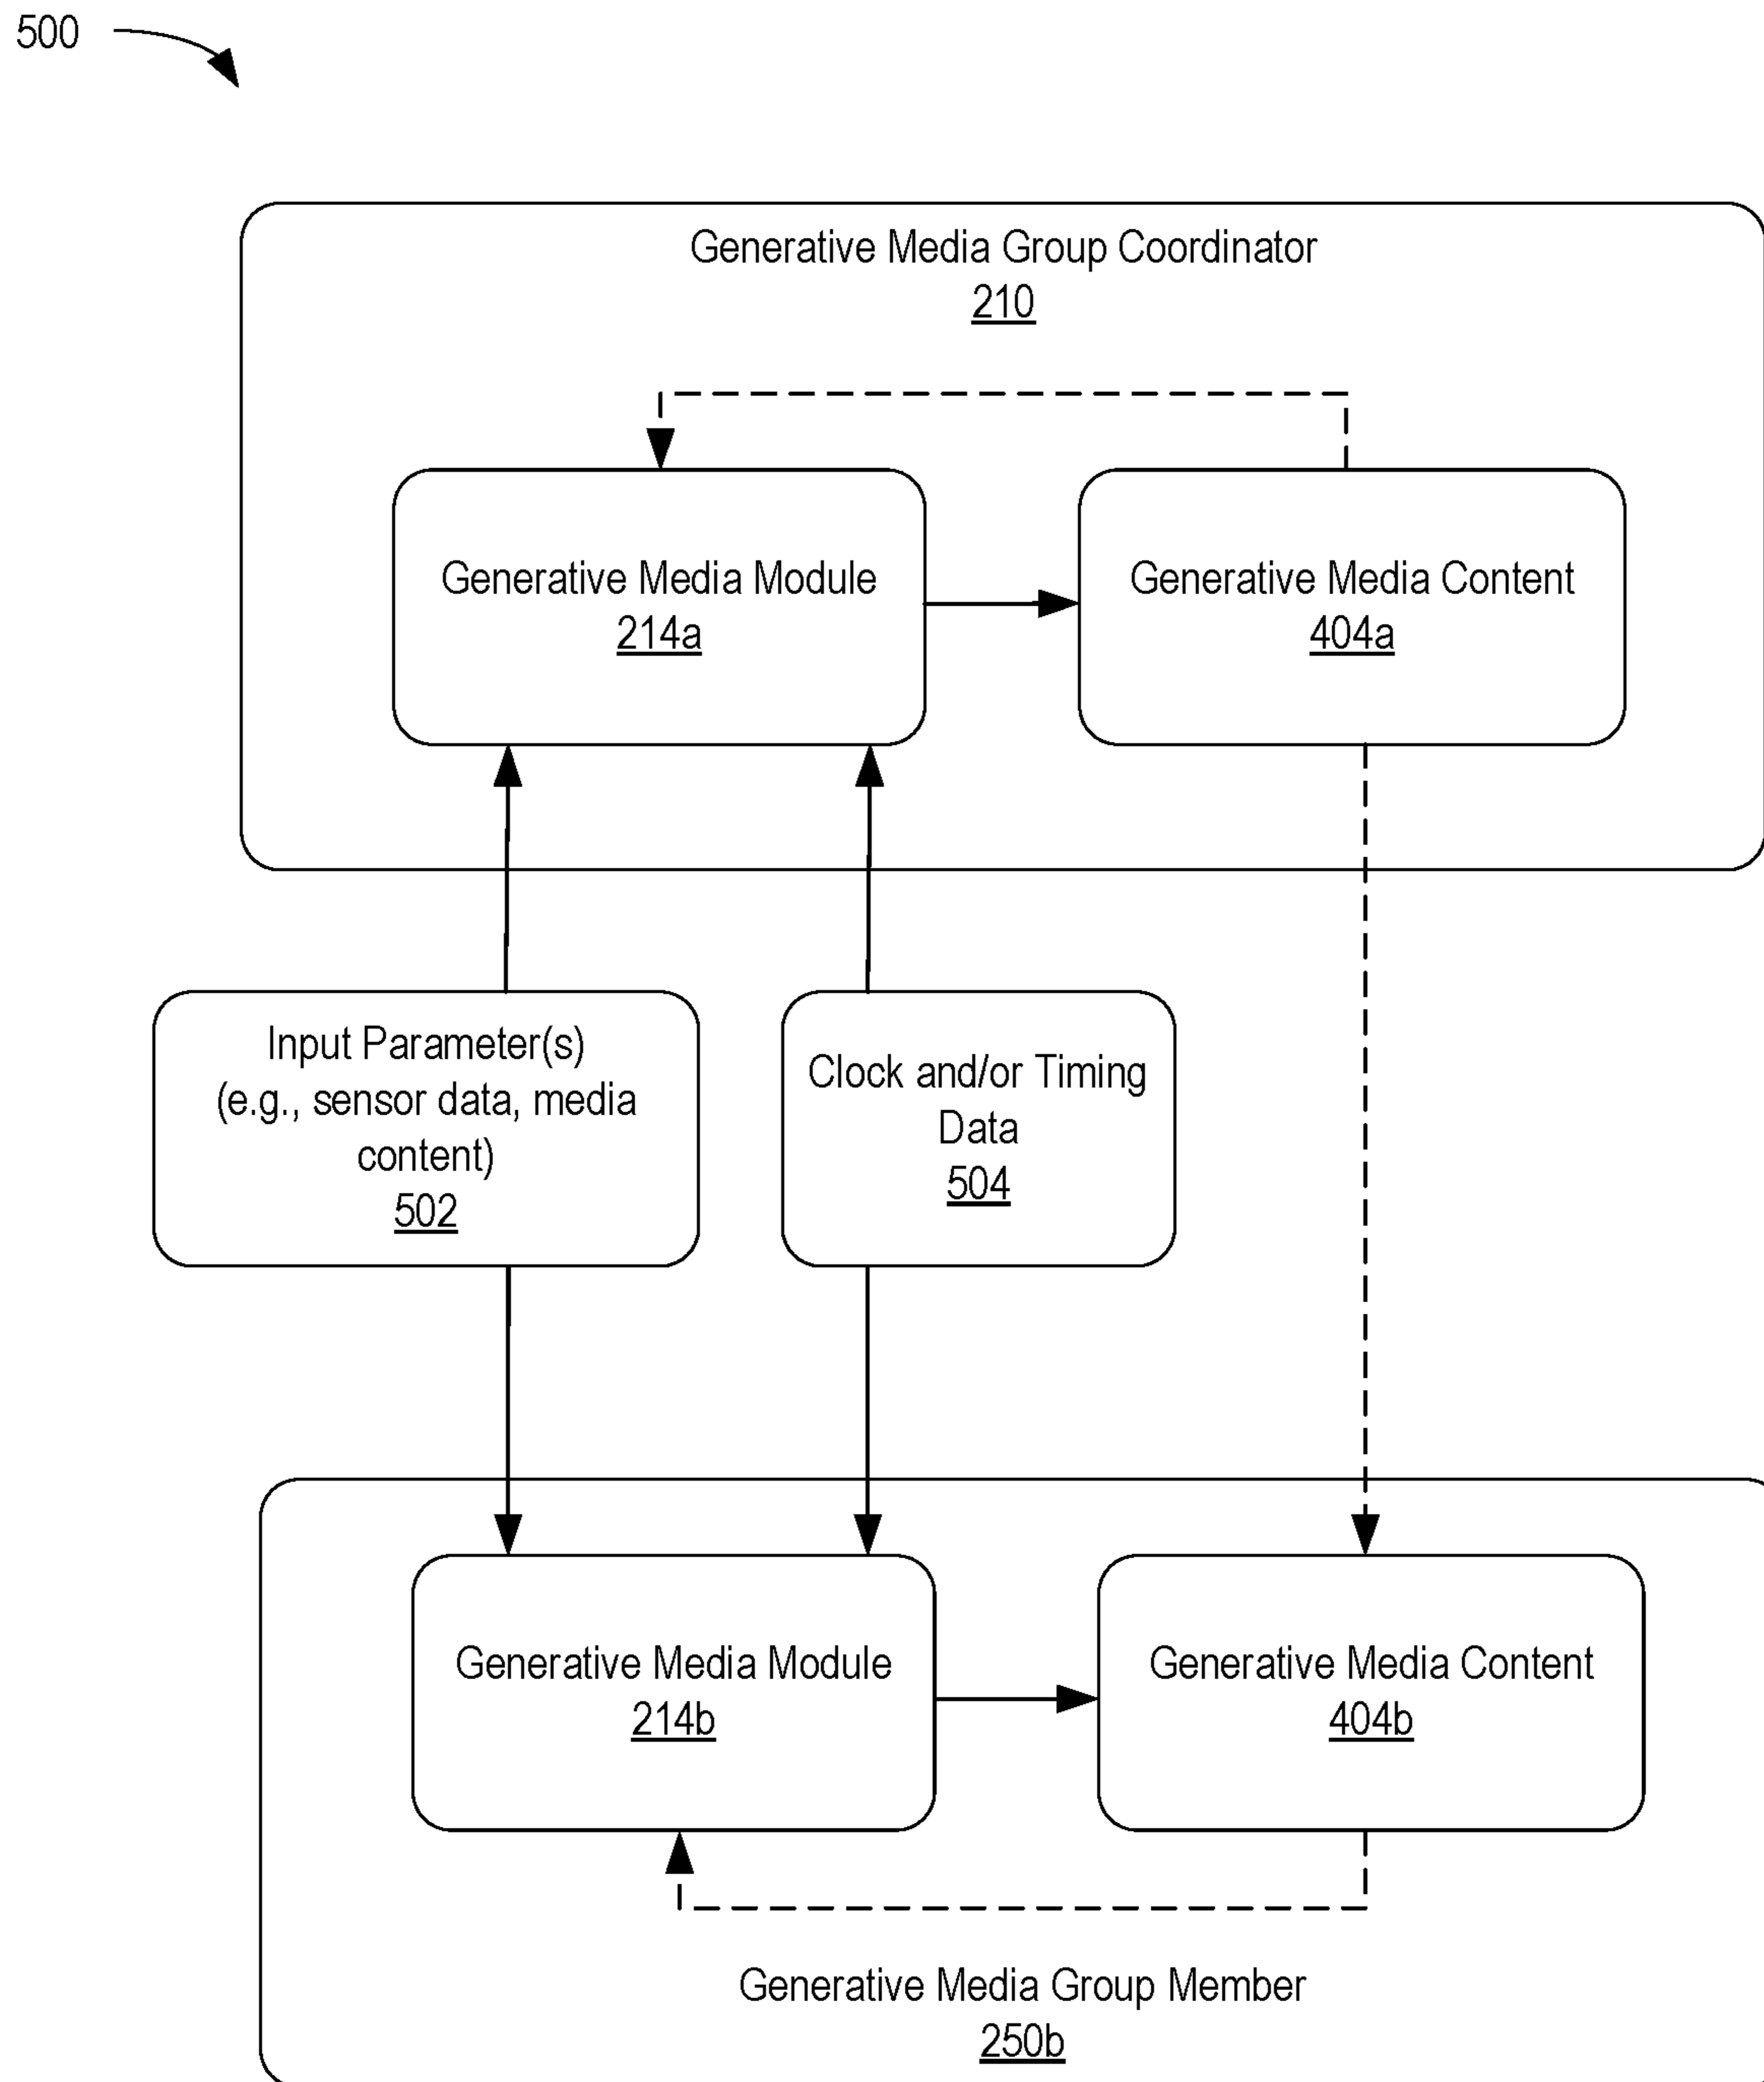 500
Generative Media Group Coordinator
210
Generative Media Module
214a
Generative Media Content
404a
Input Parameter(s)
(e.g., sensor data, media
content)
502
Clock and/or Timing
Data
504
Generative Media Module
214b
Generative Media Content
404b
Generative Media Group Member
250b